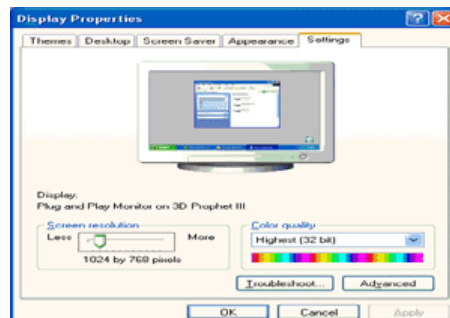 Display Properties
Themes Desktop Screen Saver Appearance Settings
Display:
Plug and Play Monitor on 3D Prophet III
Screen resolution
Less More
1024 by 768 pixels
Color quality
Highest (32 bit)
Troubleshoot... Advanced
OK Cancel Apply